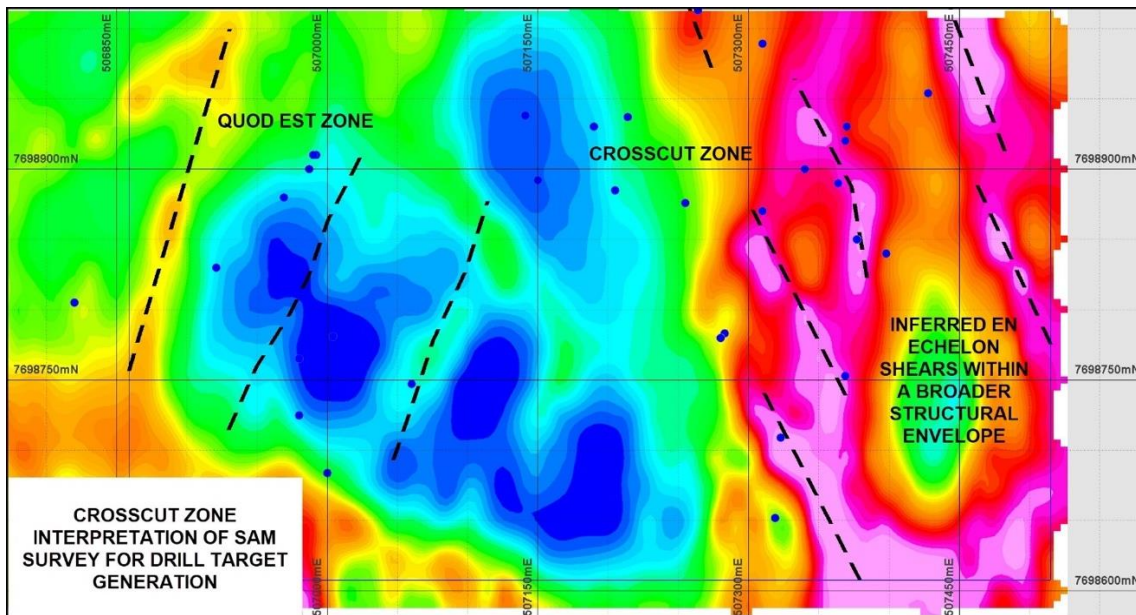 506850mE
507000mE
507150mE
507300mE
507450mE
QUOD EST ZONE
CROSSCUT ZONE
7698900mN
7698900mN
INFERRED EN
ECHELON
SHEARS WITHIN
A BROADER
STRUCTURAL
ENVELOPE
7698750mN
7698750mN
CROSSCUT ZONE
INTERPRETATION OF SAM
SURVEY FOR DRILL TARGET
GENERATION
507000mE
507150mE
507300mE
507450mE
7698600mN